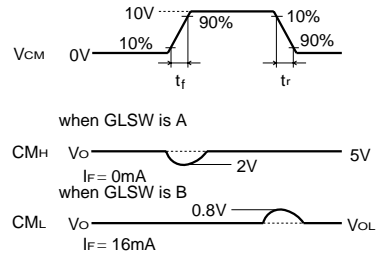 10V
90%
10%
VCM 0V
10%
90%
tf
tr
when GLSW is A
CMH VO
5V
2V
IF= 0mA
when GLSW is B
0.8V
CML VO
VOL
IF= 16mA